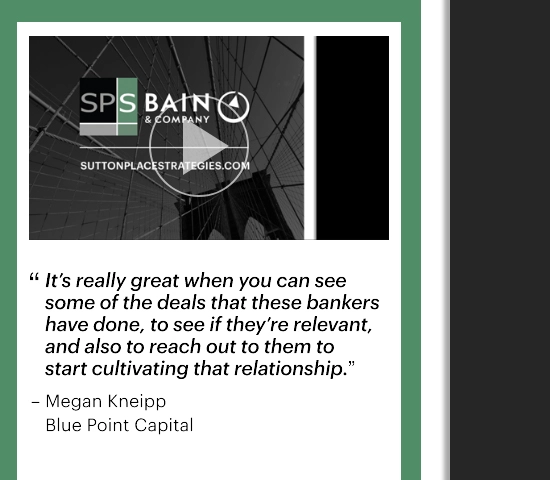 SPS BAIN
& COMPANY
SUTTONPLACESTRATEGIES.COM
“ It’s really great when you can see
some of the deals that these bankers
have done, to see if they’re relevant,
and also to reach out to them to
start cultivating that relationship.”
– Megan Kneipp
Blue Point Capital